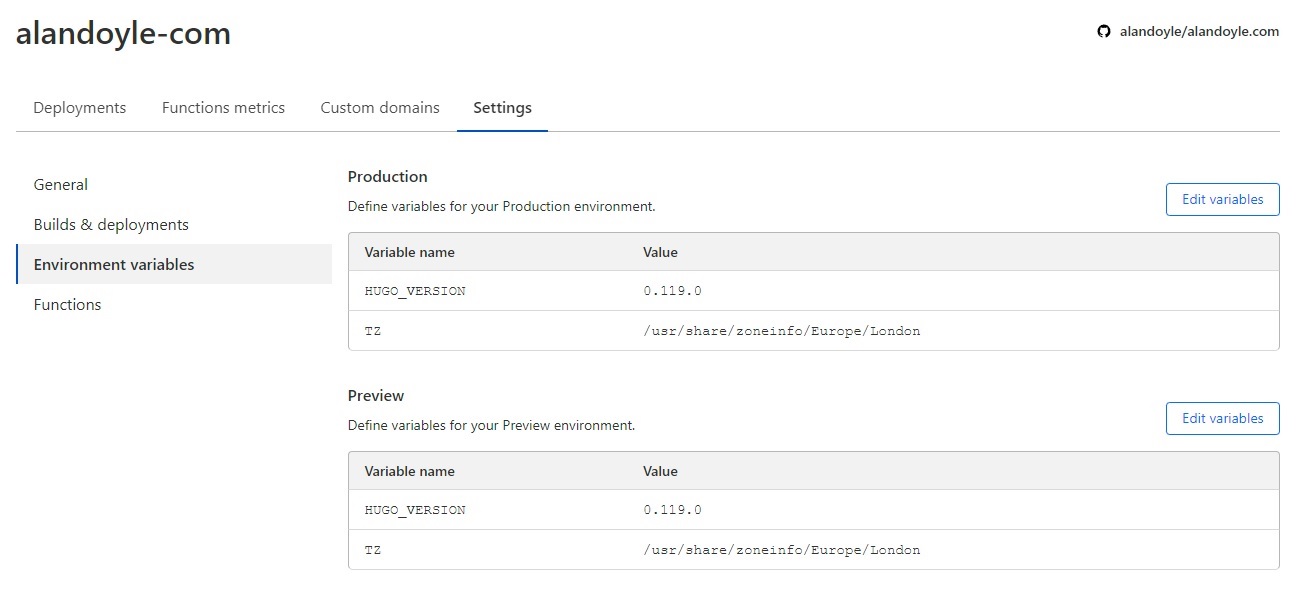 alandoyle-com
alandoyle/alandoyle.com
Deployments Functions metrics Custom domains Settings
General
Builds & deployments
Environment variables
Functions
Production
Define variables for your Production environment.
Edit variables
Variable name Value
HUGO_VERSION 0.119.0
TZ /usr/share/zoneinfo/Europe/London
Preview
Define variables for your Preview environment.
Edit variables
Variable name Value
HUGO_VERSION 0.119.0
TZ /usr/share/zoneinfo/Europe/London